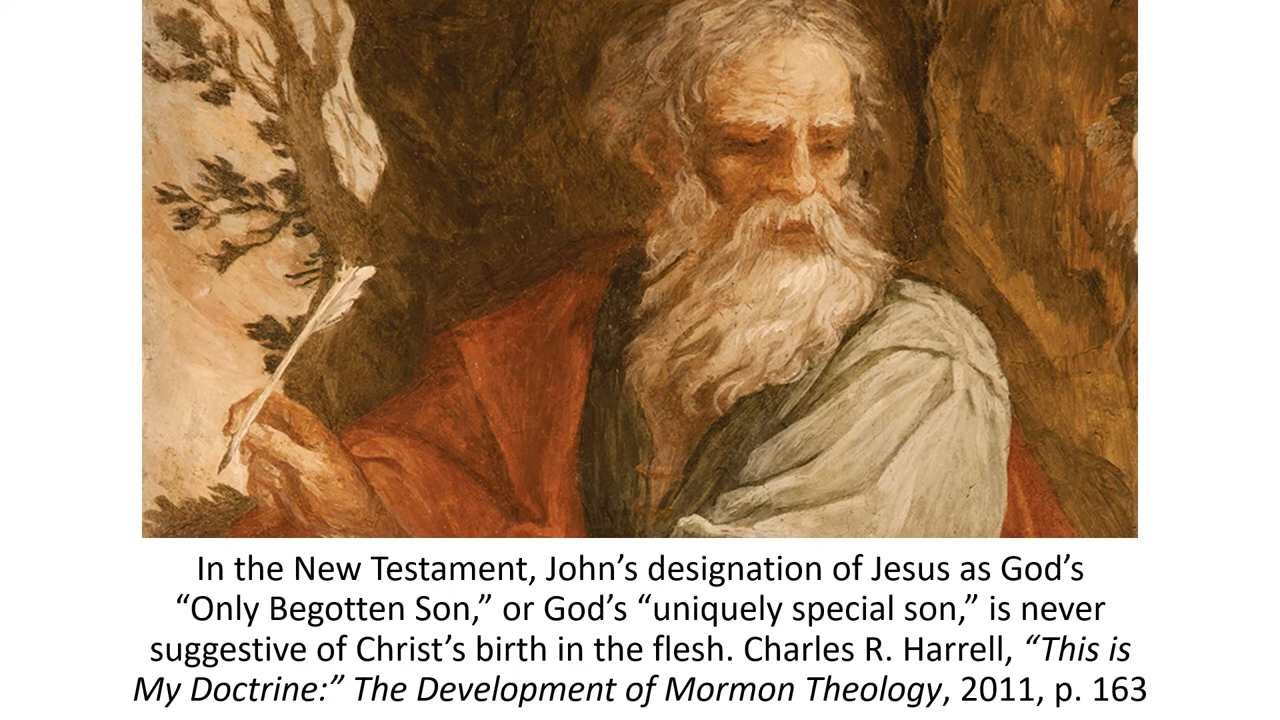 In the New Testament, John’s designation of Jesus as God’s
“Only Begotten Son,” or God’s “uniquely special son,” is never
suggestive of Christ’s birth in the flesh. Charles R. Harrell, “This is
My Doctrine:” The Development of Mormon Theology, 2011, p. 163